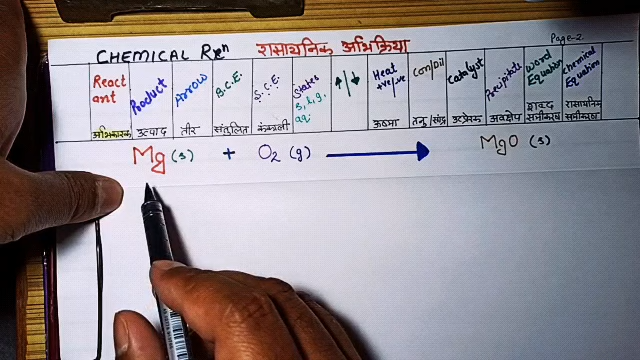 CHEMICAL Rxn रासायनिक अभिक्रिया
Page-2
Reactant Product Arrow B.C.E. S.C.E. States s, l, g, aq. ↑/↓ Heat +ve/-ve Con/Dil Catalyst Precipitate Word Equation Chemical Equation
अभिकारक उत्पाद तीर संतुलित कंकाली ऊष्मा तनु/सांद्र उत्प्रेरक अवक्षेप शब्द समीकरण रासायनिक समीकरण
Mg (s) + O2 (g) ⟶ MgO (s)